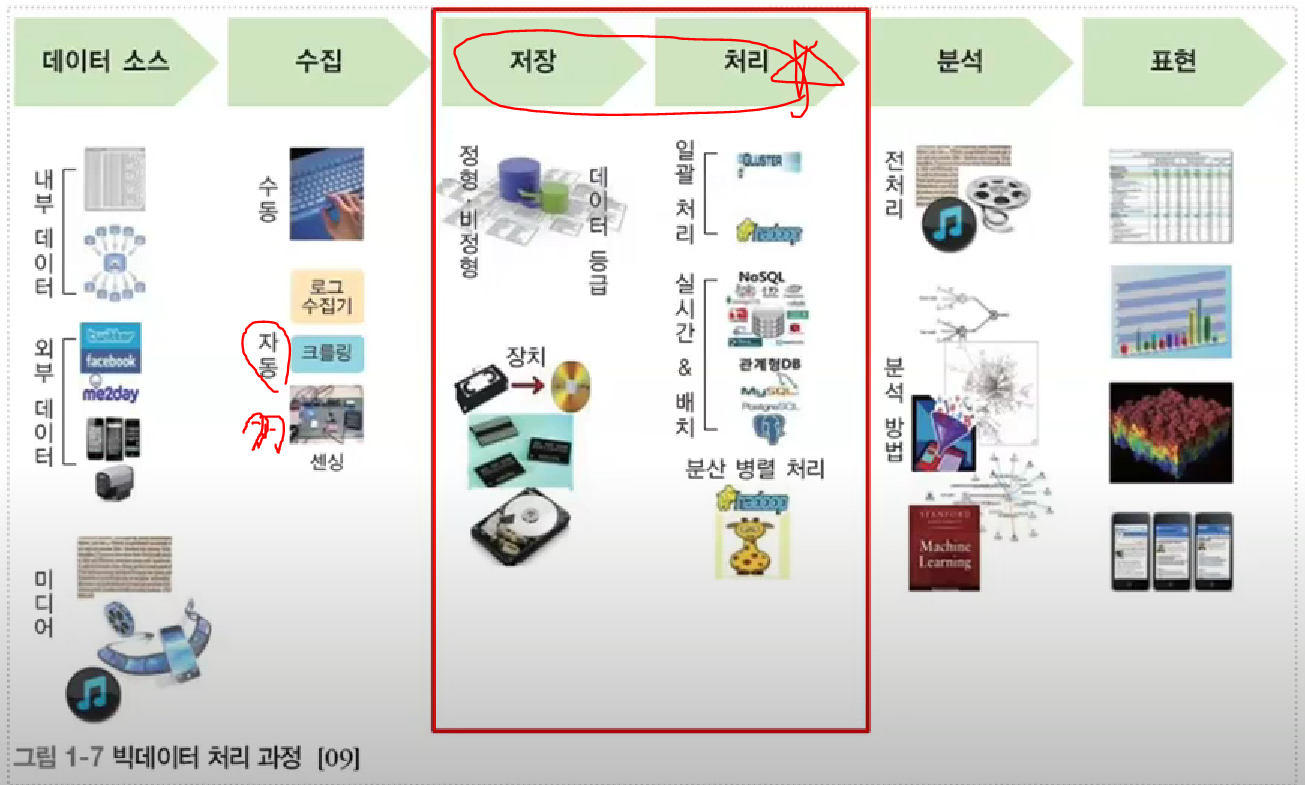 데이터 소스
수집
저장
처리
분석
표현
내부 데이터
외부 데이터
twitter
facebook
me2day
미디어
수동
로그
수집기
자동
크롤링
센싱
정형·비정형
데이터 등급
장치
일괄 처리
GLUSTER
hadoop
실시간 & 배치
NoSQL
관계형DB
MySQL
PostgreSQL
분산 병렬 처리
hadoop
전처리
분석 방법
STANFORD
Machine
Learning
그림 1-7 빅데이터 처리 과정 [09]